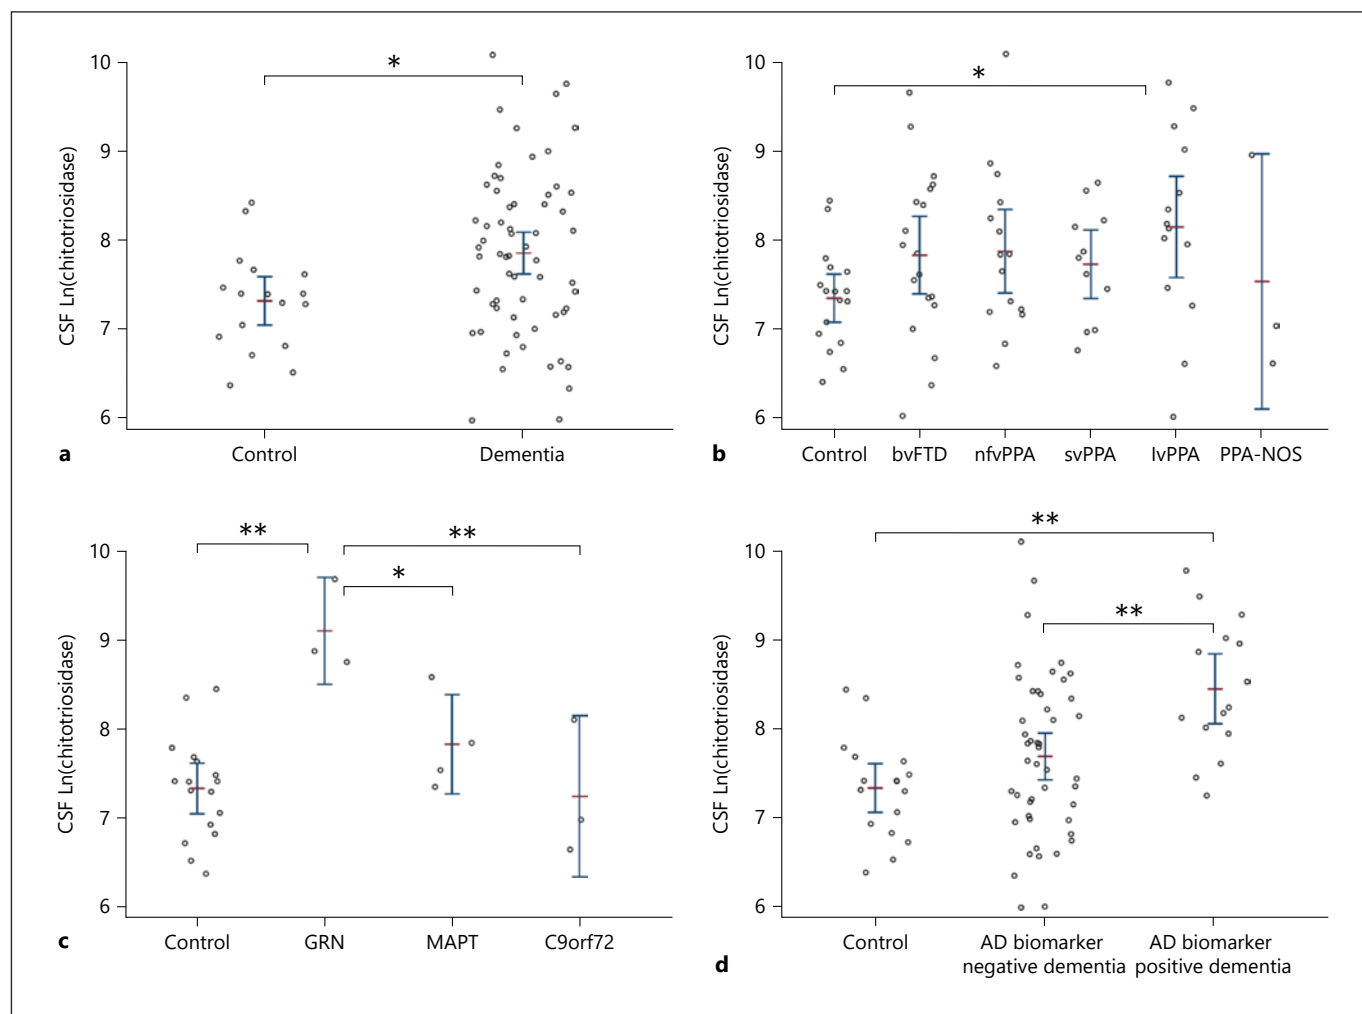 10
9
8
7
6
CSF Ln(chitotriosidase)
*
Control
Dementia
a
10
9
8
7
6
CSF Ln(chitotriosidase)
*
Control
bvFTD
nfvPPA
svPPA
lvPPA
PPA-NOS
b
10
9
8
7
6
CSF Ln(chitotriosidase)
**
**
*
Control
GRN
MAPT
C9orf72
c
10
9
8
7
6
CSF Ln(chitotriosidase)
**
**
Control
AD biomarker
negative dementia
AD biomarker
positive dementia
d